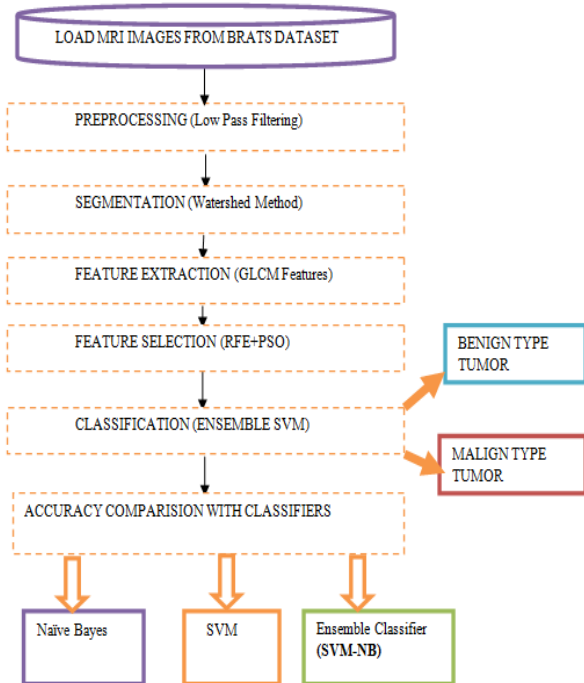 LOAD MRI IMAGES FROM BRATS DATASET
PREPROCESSING (Low Pass Filtering)
SEGMENTATION (Watershed Method)
FEATURE EXTRACTION (GLCM Features)
FEATURE SELECTION (RFE+PSO)
BENIGN TYPE
TUMOR
CLASSIFICATION (ENSEMBLE SVM)
MALIGN TYPE
TUMOR
ACCURACY COMPARISION WITH CLASSIFIERS
Naïve Bayes
SVM
Ensemble Classifier
(SVM-NB)